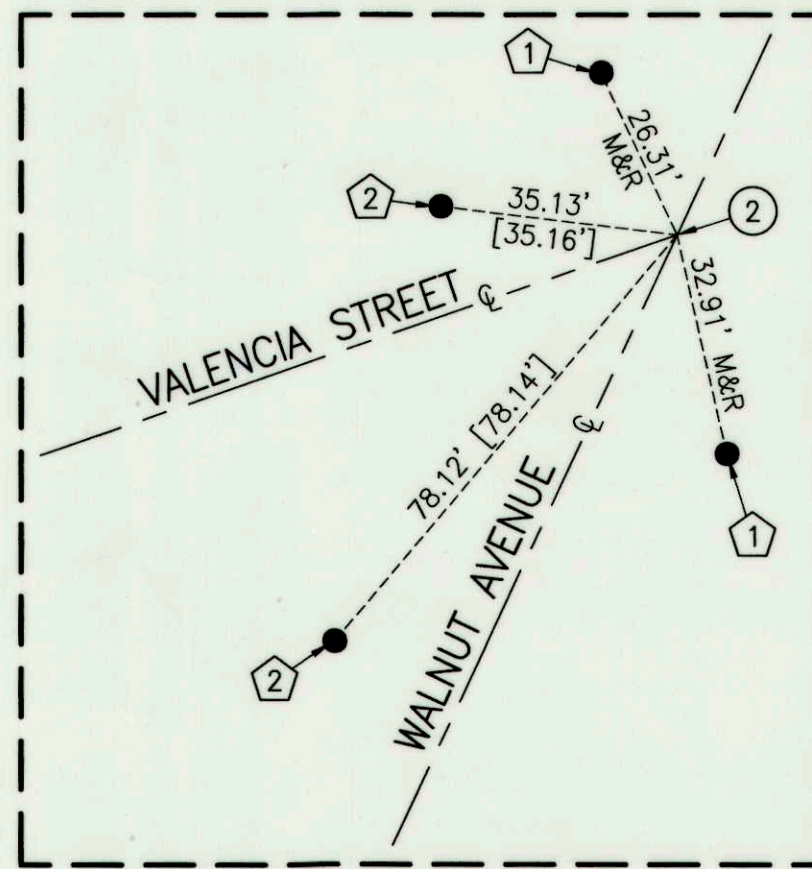 1
26.31'
M&R
2
35.13'
[35.16']
2
VALENCIA STREET ℄
32.91' M&R
78.12' [78.14']
℄
WALNUT AVENUE
1
2